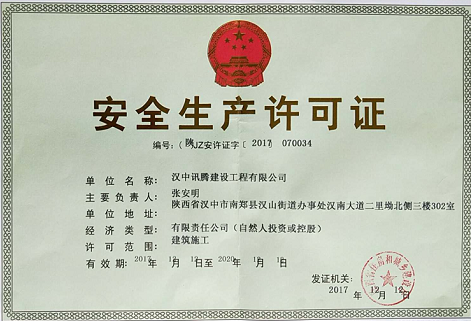 安全生产许可证
编号:(陕)JZ安许证字〔2017〕070034
单位名称: 汉中讯腾建设工程有限公司
主要负责人: 张安明
单位地址: 陕西省汉中市南郑县汉山街道办事处汉南大道二里坳北侧三楼302室
经济类型: 有限责任公司(自然人投资或控股)
许可范围: 建筑施工
有效期: 2017年12月12日至2020年12月11日
发证机关:
2017年12月12日